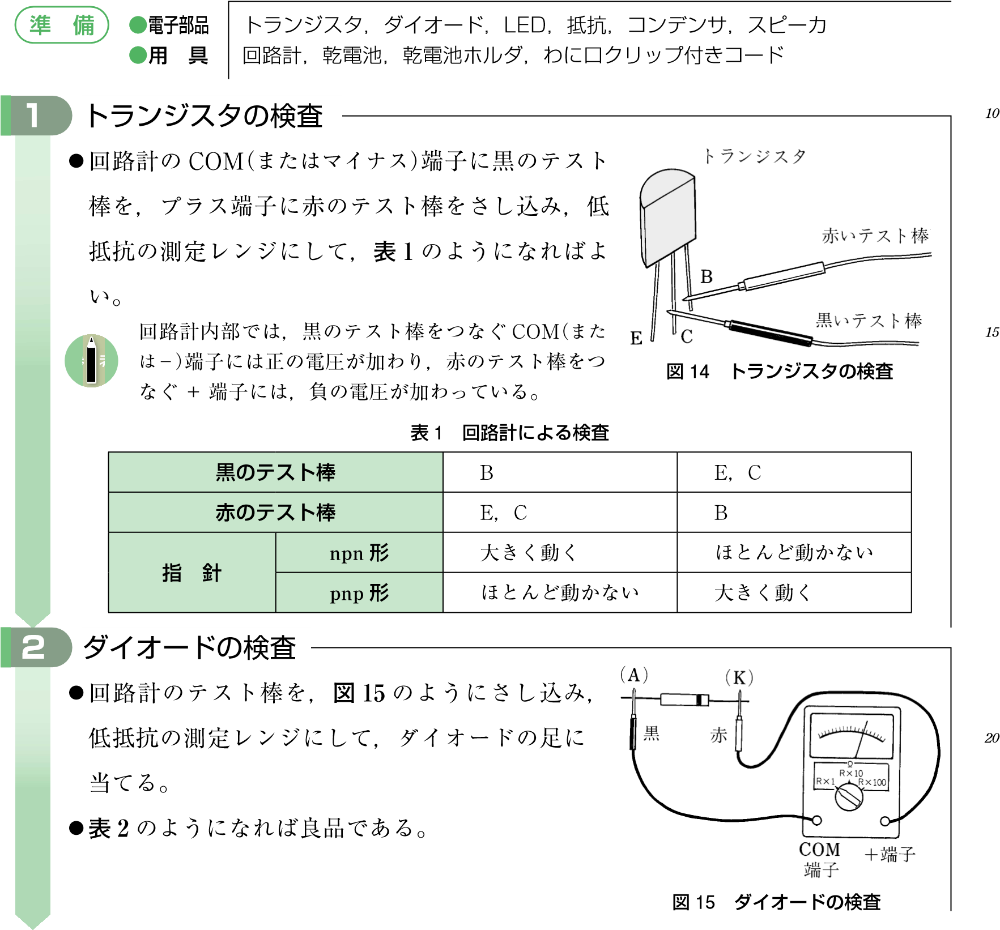 準　備　●電子部品　トランジスタ，ダイオード，LED，抵抗，コンデンサ，スピーカ
●用　具　回路計，乾電池，乾電池ホルダ，わに口クリップ付きコード
1　トランジスタの検査
10
●回路計の COM(またはマイナス)端子に黒のテスト
棒を，プラス端子に赤のテスト棒をさし込み，低
抵抗の測定レンジにして，表 1 のようになればよ
い。
回路計内部では，黒のテスト棒をつなぐ COM(また
は−)端子には正の電圧が加わり，赤のテスト棒をつ
なぐ + 端子には，負の電圧が加わっている。
トランジスタ
赤いテスト棒
B
黒いテスト棒
E
C
15
図 14　トランジスタの検査
表 1　回路計による検査
黒のテスト棒　B　E，C
赤のテスト棒　E，C　B
指　針　npn 形　大きく動く　ほとんど動かない
pnp 形　ほとんど動かない　大きく動く
2　ダイオードの検査
●回路計のテスト棒を，図 15 のようにさし込み，
低抵抗の測定レンジにして，ダイオードの足に
当てる。
●表 2 のようになれば良品である。
(A)
(K)
黒
赤
20
Ω
R×10
R×1
R×100
COM
端子
＋端子
図 15　ダイオードの検査